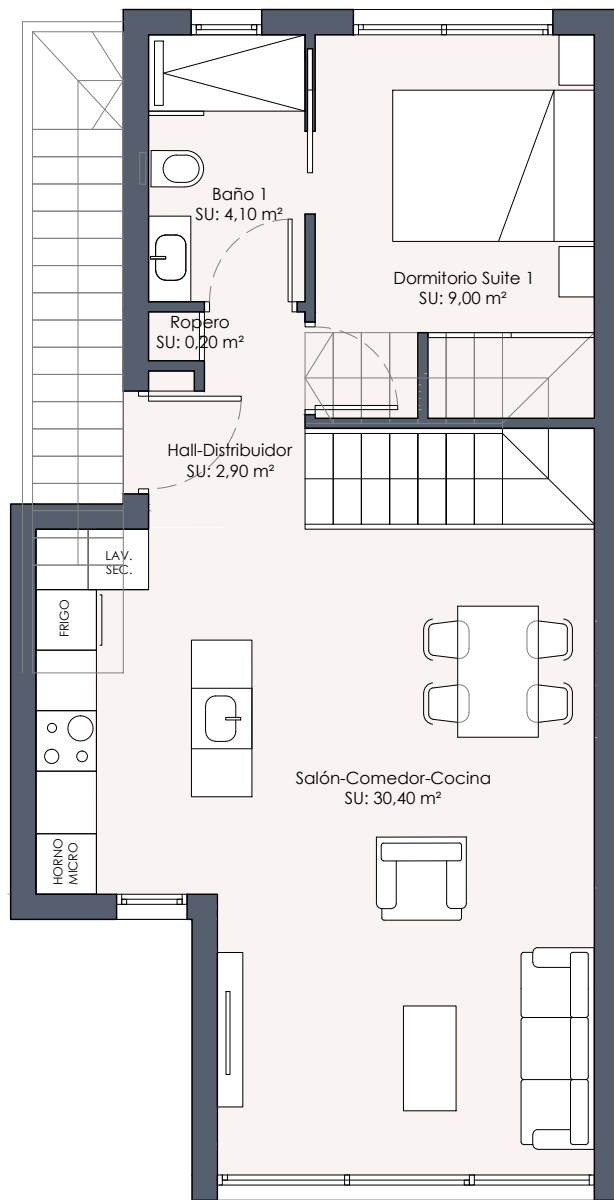 Baño 1
SU: 4,10 m²
Dormitorio Suite 1
SU: 9,00 m²
Ropero
SU: 0,20 m²
Hall-Distribuidor
SU: 2,90 m²
LAV.
SEC.
FRIGO
Salón-Comedor-Cocina
SU: 30,40 m²
HORNO
MICRO